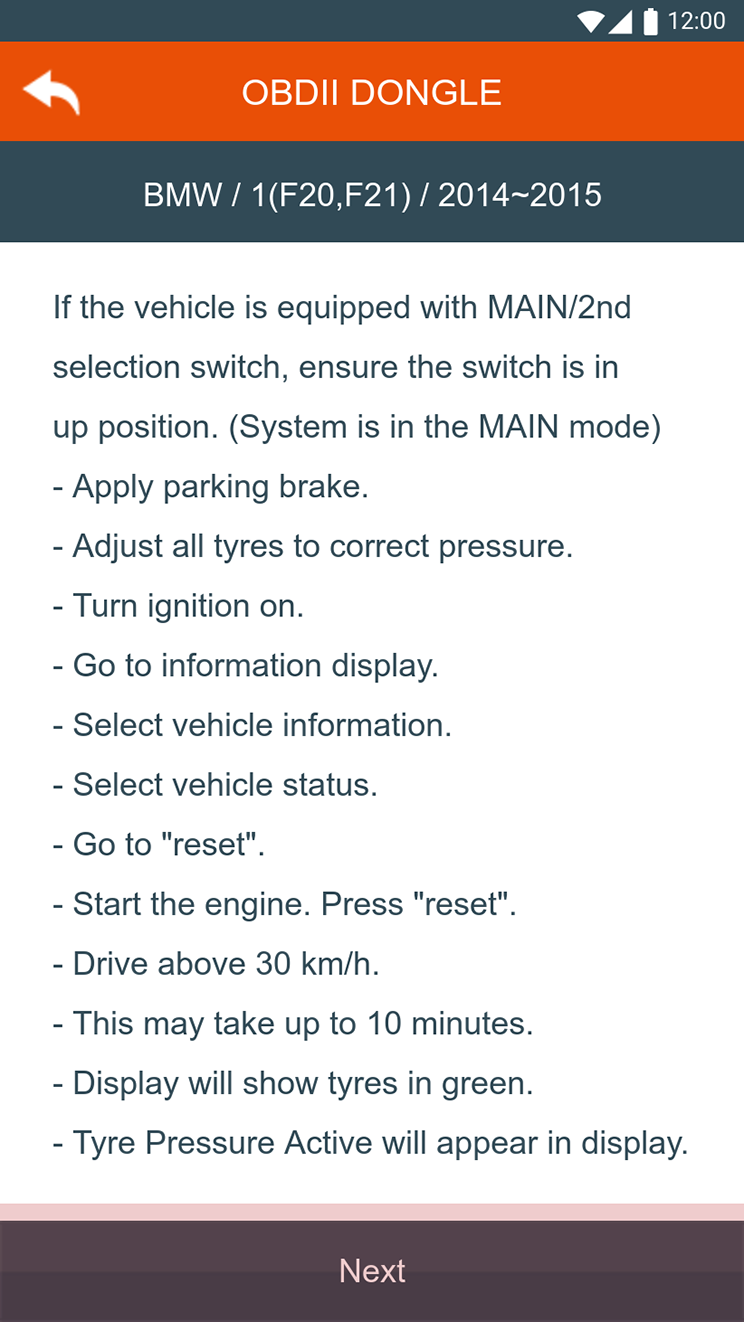 12:00
OBDII DONGLE
BMW / 1(F20,F21) / 2014~2015
If the vehicle is equipped with MAIN/2nd
selection switch, ensure the switch is in
up position. (System is in the MAIN mode)
- Apply parking brake.
- Adjust all tyres to correct pressure.
- Turn ignition on.
- Go to information display.
- Select vehicle information.
- Select vehicle status.
- Go to "reset".
- Start the engine. Press "reset".
- Drive above 30 km/h.
- This may take up to 10 minutes.
- Display will show tyres in green.
- Tyre Pressure Active will appear in display.
Next